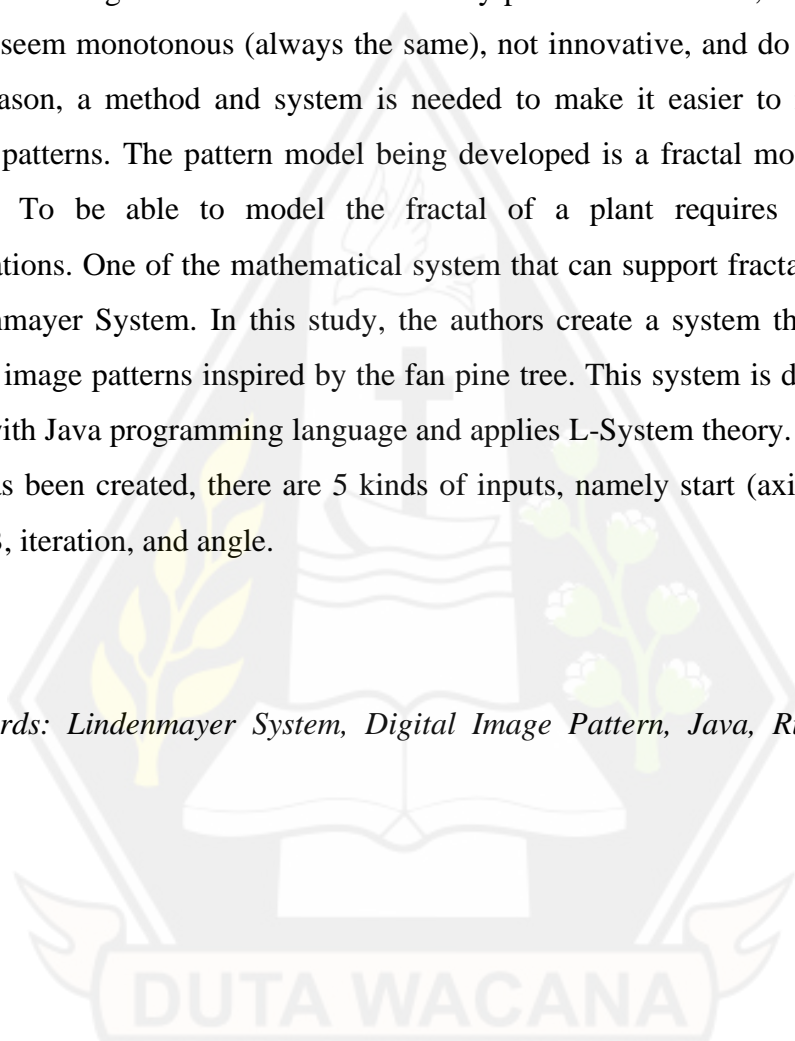 seem monotonous (always the same), not innovative, and do
ason, a method and system is needed to make it easier to
patterns. The pattern model being developed is a fractal mo
To be able to model the fractal of a plant requires
ations. One of the mathematical system that can support fracta
nmayer System. In this study, the authors create a system th
image patterns inspired by the fan pine tree. This system is d
ith Java programming language and applies L-System theory.
s been created, there are 5 kinds of inputs, namely start (axi
, iteration, and angle.
rds: Lindenmayer System, Digital Image Pattern, Java, Ru
DUTA WACANA